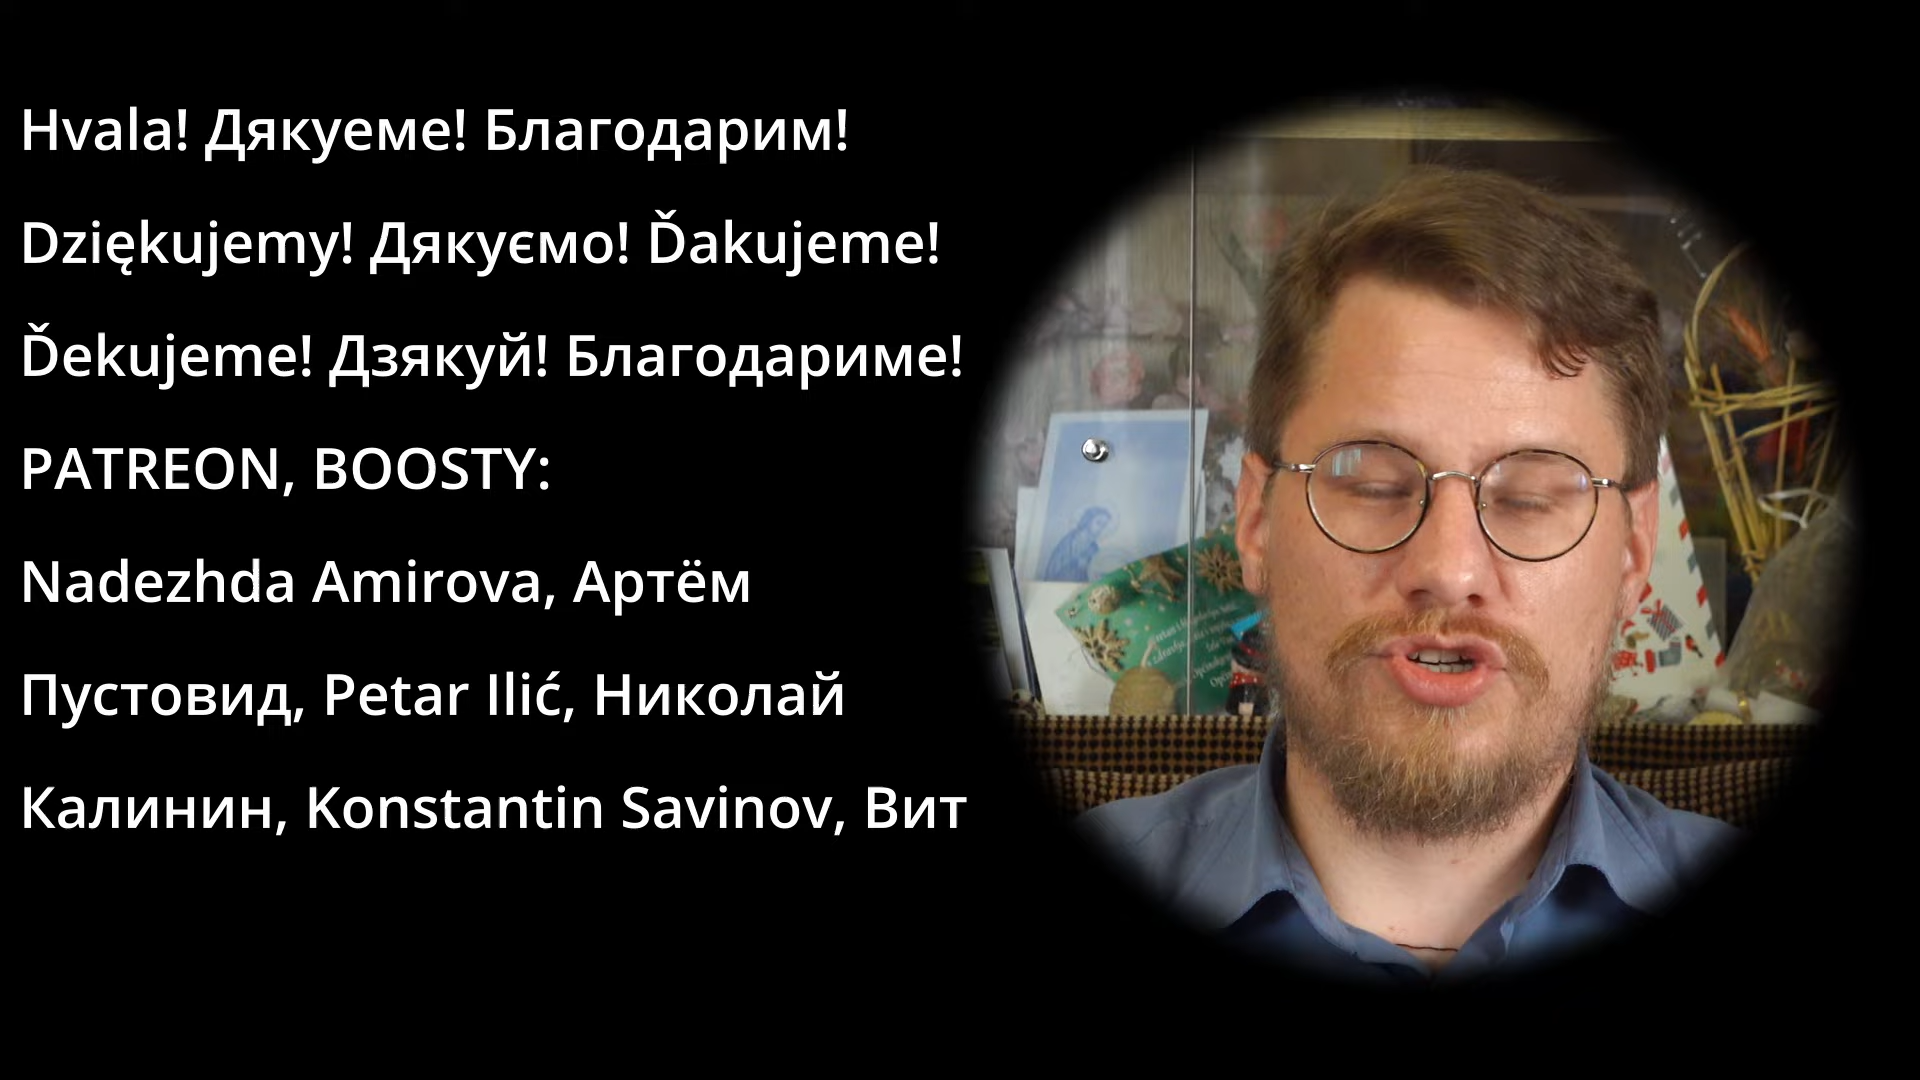 Hvala! Дякуеме! Благодарим!
Dziękujemy! Дякуємо! Ďakujeme!
Ďekujeme! Дзякуй! Благодариме!
PATREON, BOOSTY:
Nadezhda Amirova, Артём
Пустовид, Petar Ilić, Николай
Калинин, Konstantin Savinov, Вит